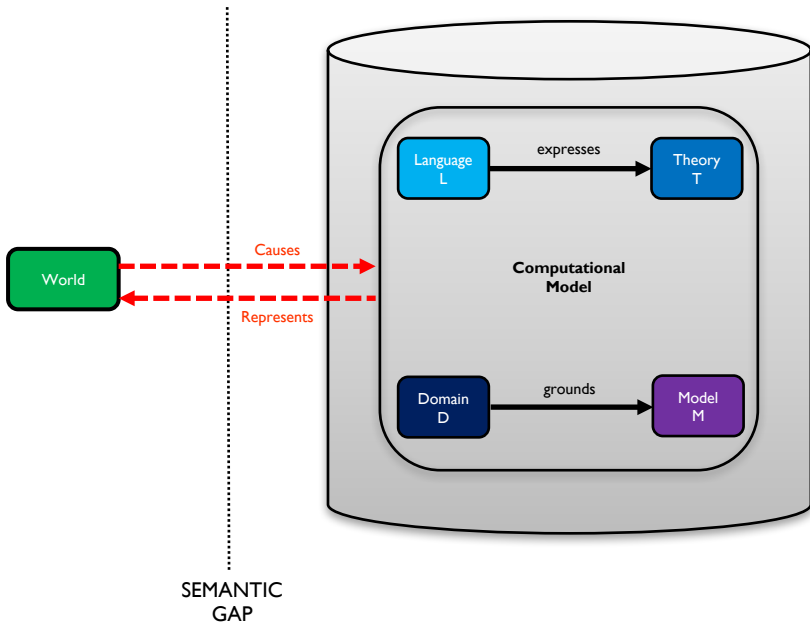 Language
L
expresses
Theory
T
World
Causes
Represents
Computational
Model
Domain
D
grounds
Model
M
SEMANTIC
GAP